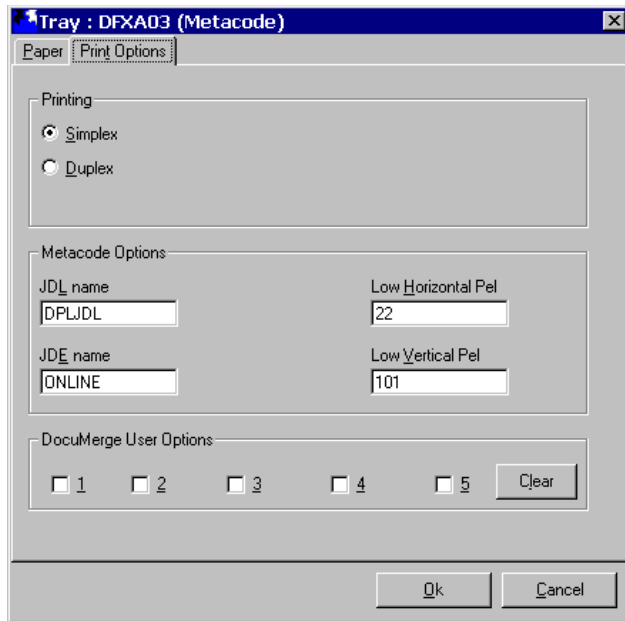 Tray : DFXA03 (Metacode)
Paper Print Options
Printing
Simplex
Duplex
Metacode Options
JDL name Low Horizontal Pel
DPLJDL 22
JDE name Low Vertical Pel
ONLINE 101
DocuMerge User Options
1 2 3 4 5 Clear
Ok Cancel